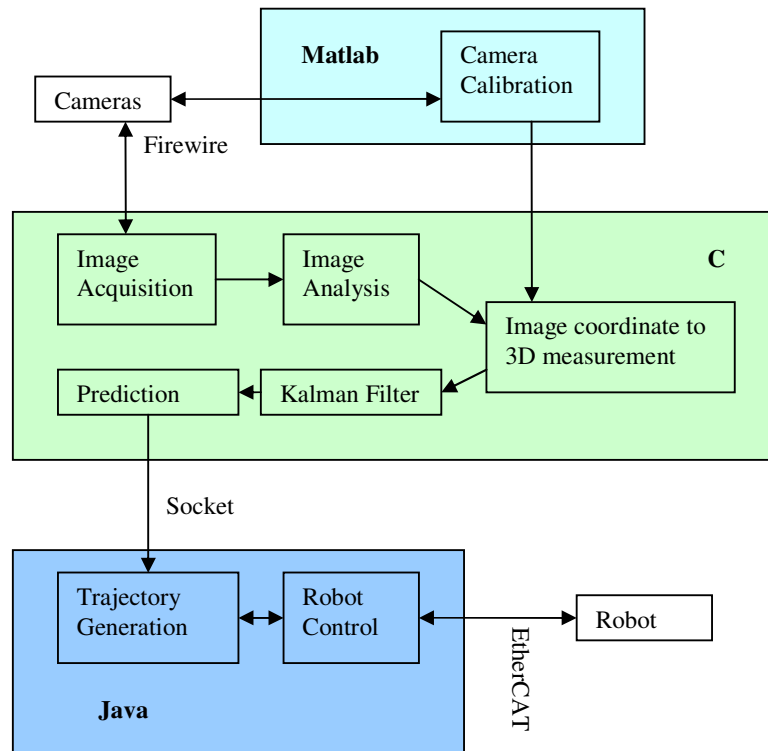 Matlab
Camera
Calibration
Cameras
Firewire
C
Image
Acquisition
Image
Analysis
Image coordinate to
3D measurement
Prediction
Kalman Filter
Socket
Trajectory
Generation
Robot
Control
Robot
EtherCAT
Java